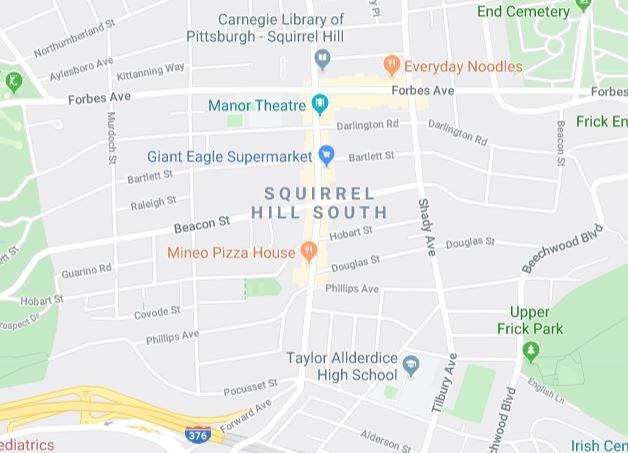 Carnegie Library of
Pittsburgh - Squirrel Hill
End Cemetery
Northumberland St
Aylesboro Ave
Kittanning Way
Everyday Noodles
Forbes Ave
Forbes Ave
Forbes
Manor Theatre
Darlington Rd
Darlington Rd
Frick En
Murdoch St
Beacon St
Giant Eagle Supermarket
Bartlett St
Bartlett St
SQUIRREL
HILL SOUTH
Raleigh St
Beacon St
Shady Ave
Hobart St
Douglas St
Beechwood Blvd
Mineo Pizza House
Guarino Rd
Douglas St
Hobart St
Phillips Ave
Covode St
Prospect Dr
Phillips Ave
Upper
Frick Park
Taylor Allderdice
High School
Tilbury Ave
Pocusset St
English Ln
Forward Ave
376
Alderson St
chwood Blvd
ediatrics
Irish Cen